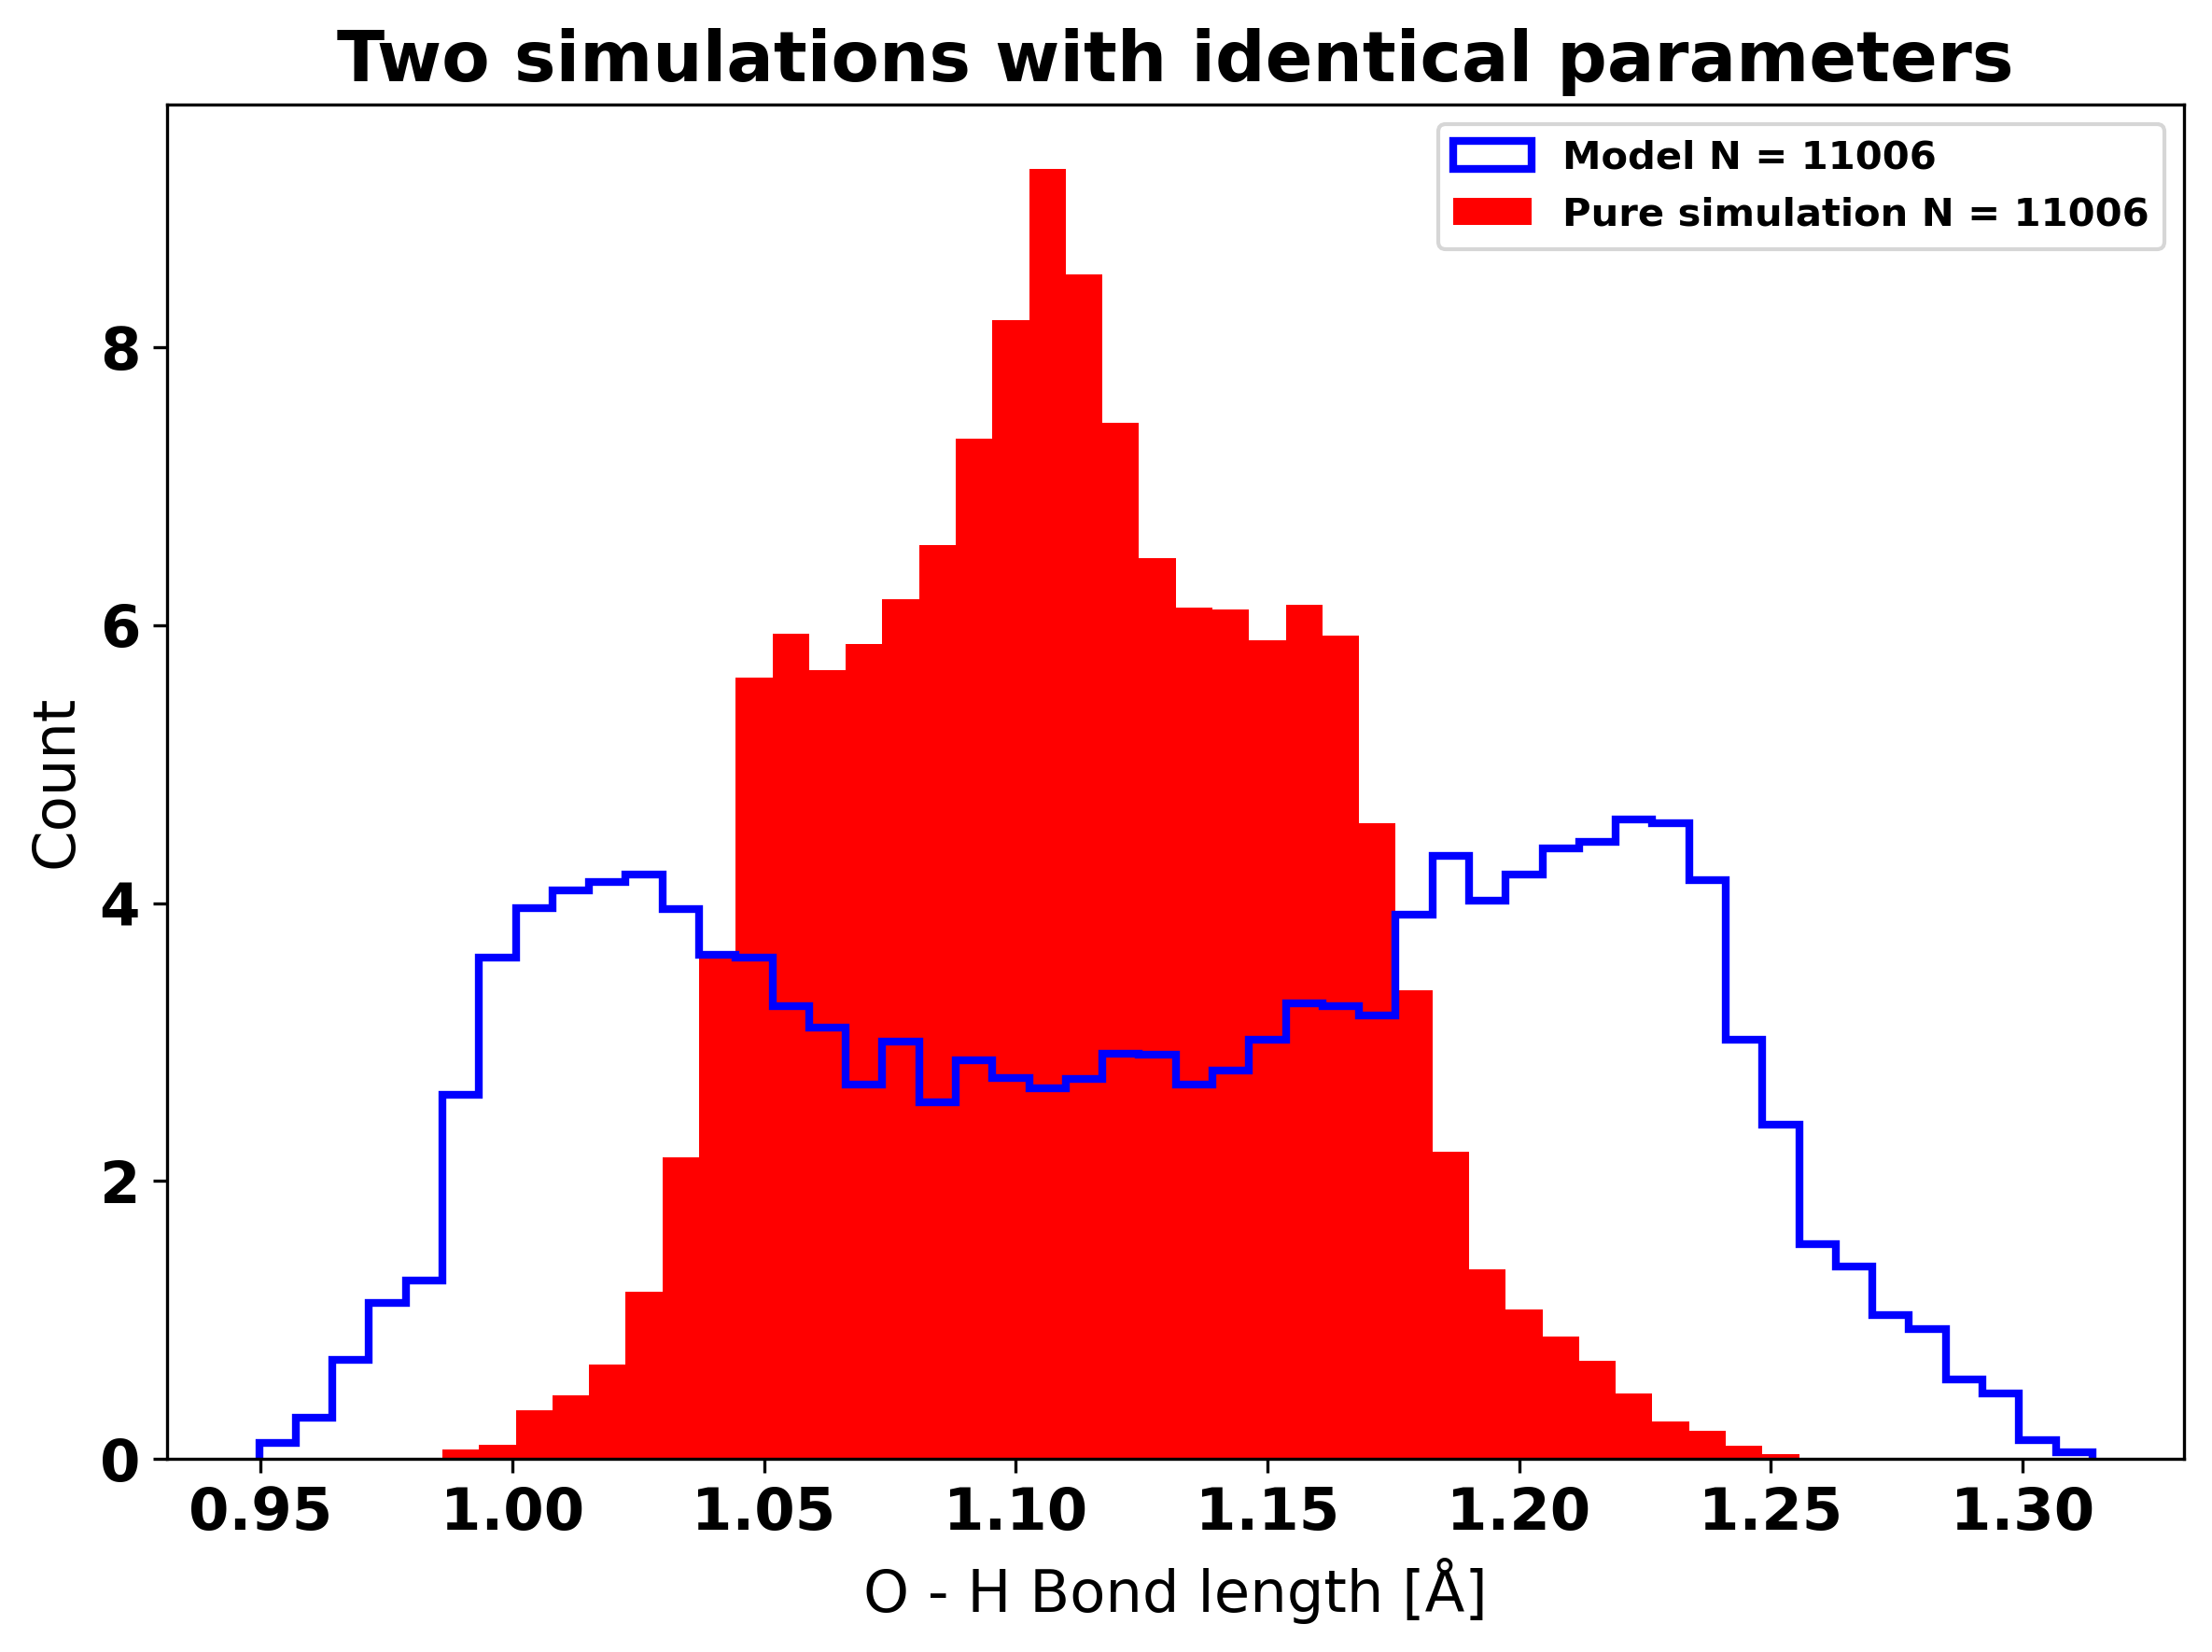 Two simulations with identical parameters
Model N = 11006
Pure simulation N = 11006
Count
8
6
4
2
0
0.95 1.00 1.05 1.10 1.15 1.20 1.25 1.30
O - H Bond length [Å]